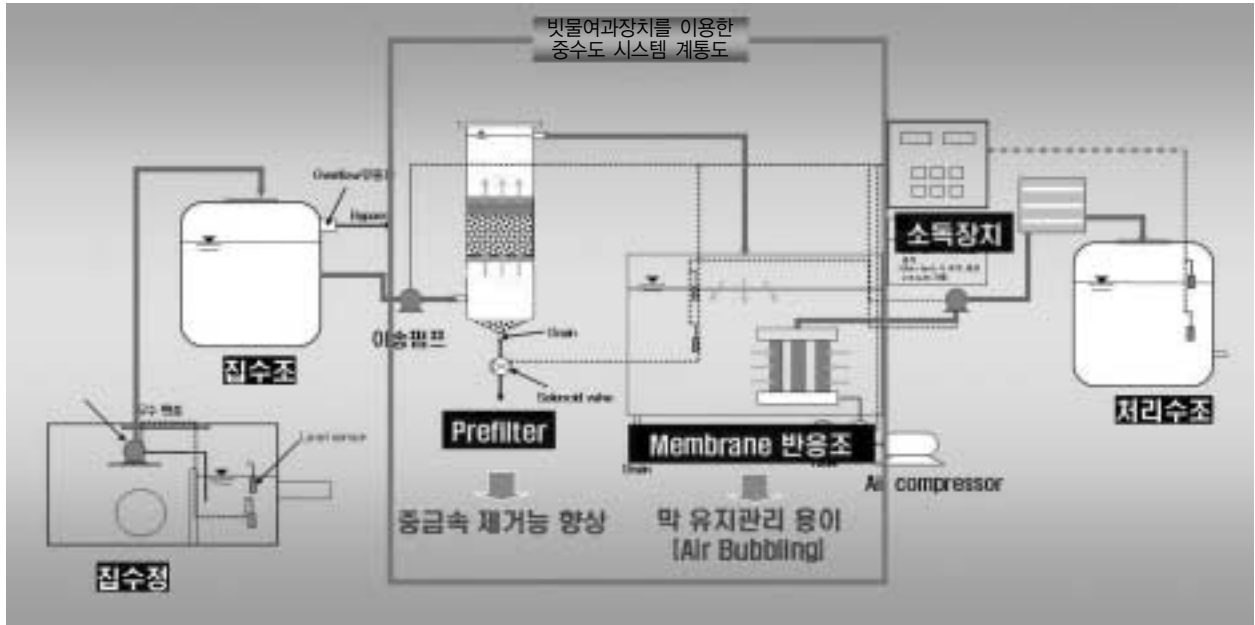 빗물여과장치를 이용한
중수도 시스템 계통도
소독장치
집수조
이송펌프
Drain
Solenoid valve
Prefilter
Membrane 반응조
처리수조
Level sensor
Drain
Air compressor
중금속 제거능 향상
막 유지관리 용이
(Air Bubbling)
집수정